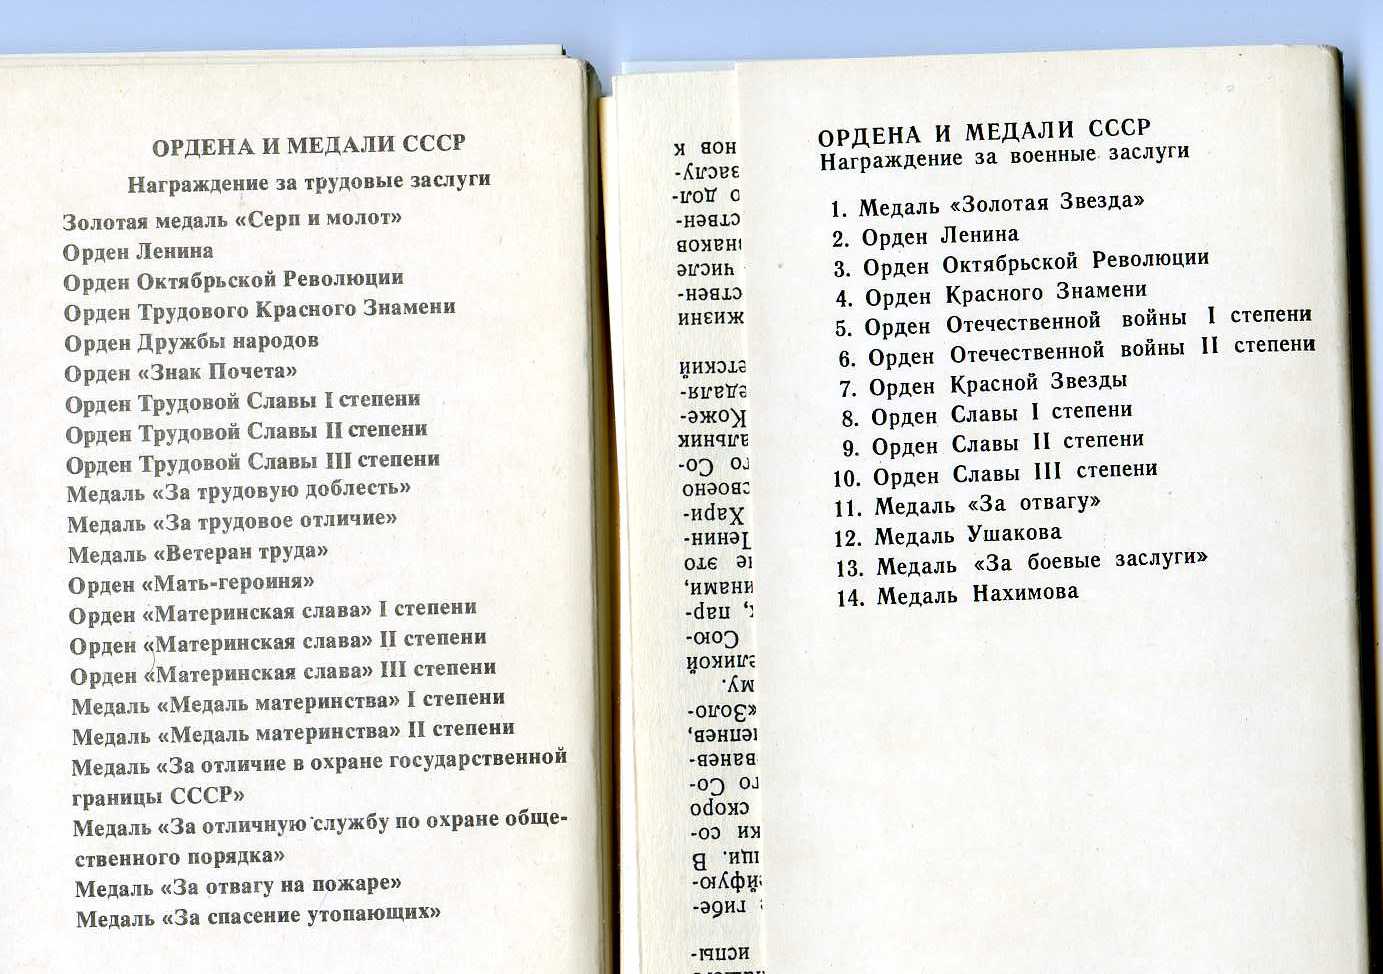 ОРДЕНА И МЕДАЛИ СССР
Награждение за трудовые заслуги
Золотая медаль «Серп и молот»
Орден Ленина
Орден Октябрьской Революции
Орден Трудового Красного Знамени
Орден Дружбы народов
Орден «Знак Почета»
Орден Трудовой Славы I степени
Орден Трудовой Славы II степени
Орден Трудовой Славы III степени
Медаль «За трудовую доблесть»
Медаль «За трудовое отличие»
Медаль «Ветеран труда»
Орден «Мать-героиня»
Орден «Материнская слава» I степени
Орден «Материнская слава» II степени
Орден «Материнская слава» III степени
Медаль «Медаль материнства» I степени
Медаль «Медаль материнства» II степени
Медаль «За отличие в охране государственной
границы СССР»
Медаль «За отличную службу по охране обще-
ственного порядка»
Медаль «За отвагу на пожаре»
Медаль «За спасение утопающих»
ОРДЕНА И МЕДАЛИ СССР
Награждение за военные заслуги
1. Медаль «Золотая Звезда»
2. Орден Ленина
3. Орден Октябрьской Революции
4. Орден Красного Знамени
5. Орден Отечественной войны I степени
6. Орден Отечественной войны II степени
7. Орден Красной Звезды
8. Орден Славы I степени
9. Орден Славы II степени
10. Орден Славы III степени
11. Медаль «За отвагу»
12. Медаль Ушакова
13. Медаль «За боевые заслуги»
14. Медаль Нахимова